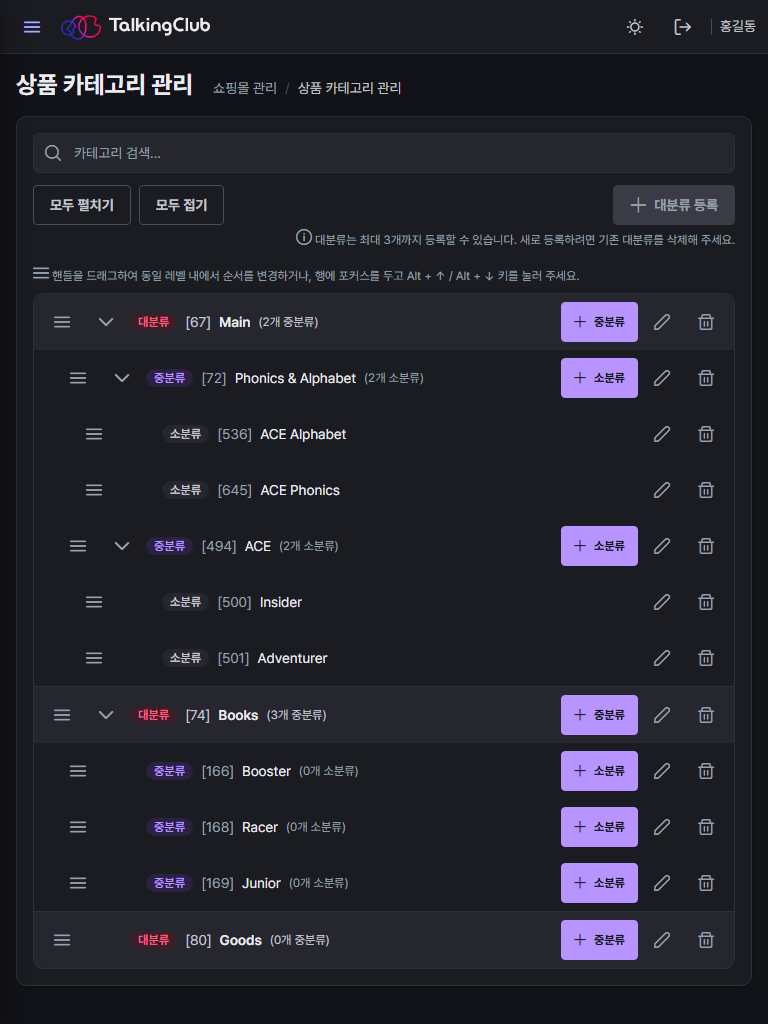 TalkingClub
홍길동
상품 카테고리 관리
쇼핑몰 관리 / 상품 카테고리 관리
카테고리 검색...
모두 펼치기
모두 접기
대분류 등록
대분류는 최대 3개까지 등록할 수 있습니다. 새로 등록하려면 기존 대분류를 삭제해 주세요.
핸들을 드래그하여 동일 레벨 내에서 순서를 변경하거나, 행에 포커스를 두고 Alt + ↑ / Alt + ↓ 키를 눌러 주세요.
대분류 [67] Main (2개 중분류) + 중분류
중분류 [72] Phonics & Alphabet (2개 소분류) + 소분류
소분류 [536] ACE Alphabet
소분류 [645] ACE Phonics
중분류 [494] ACE (2개 소분류) + 소분류
소분류 [500] Insider
소분류 [501] Adventurer
대분류 [74] Books (3개 중분류) + 중분류
중분류 [166] Booster (0개 소분류) + 소분류
중분류 [168] Racer (0개 소분류) + 소분류
중분류 [169] Junior (0개 소분류) + 소분류
대분류 [80] Goods (0개 중분류) + 중분류